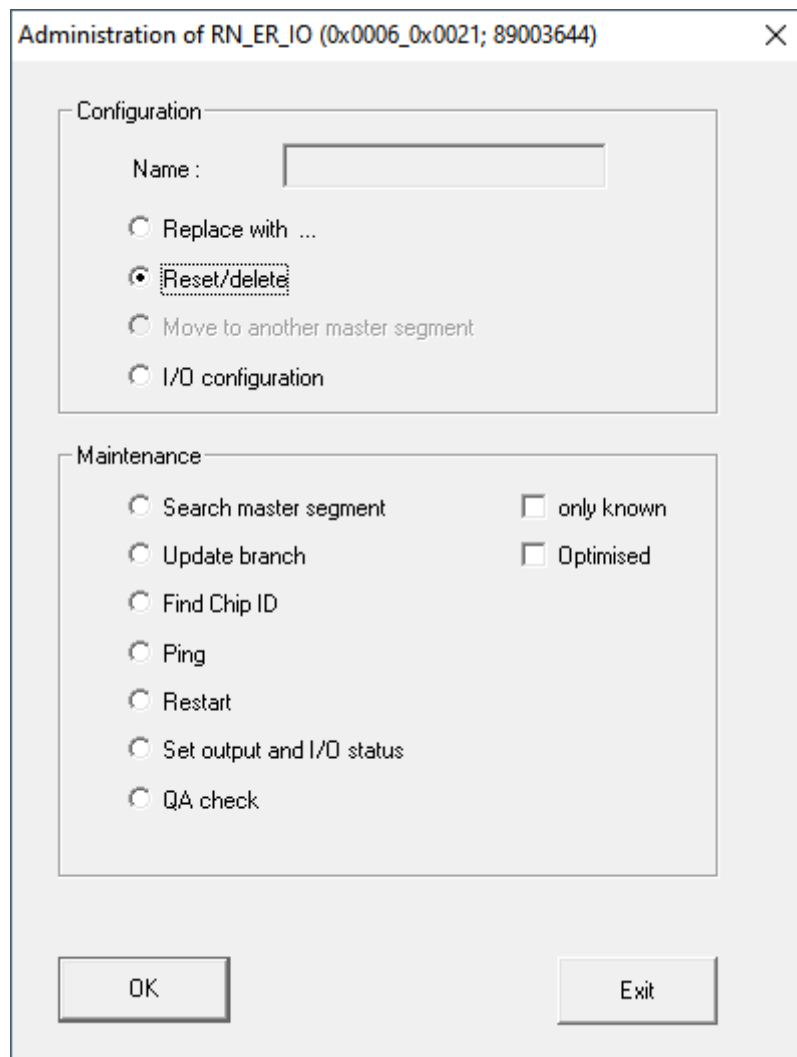 Administration of RN_ER_IO (0x0006_0x0021; 89003644)
Configuration
Name :
Replace with ...
Reset/delete
Move to another master segment
I/O configuration
Maintenance
Search master segment only known
Update branch Optimised
Find Chip ID
Ping
Restart
Set output and I/O status
QA check
OK Exit